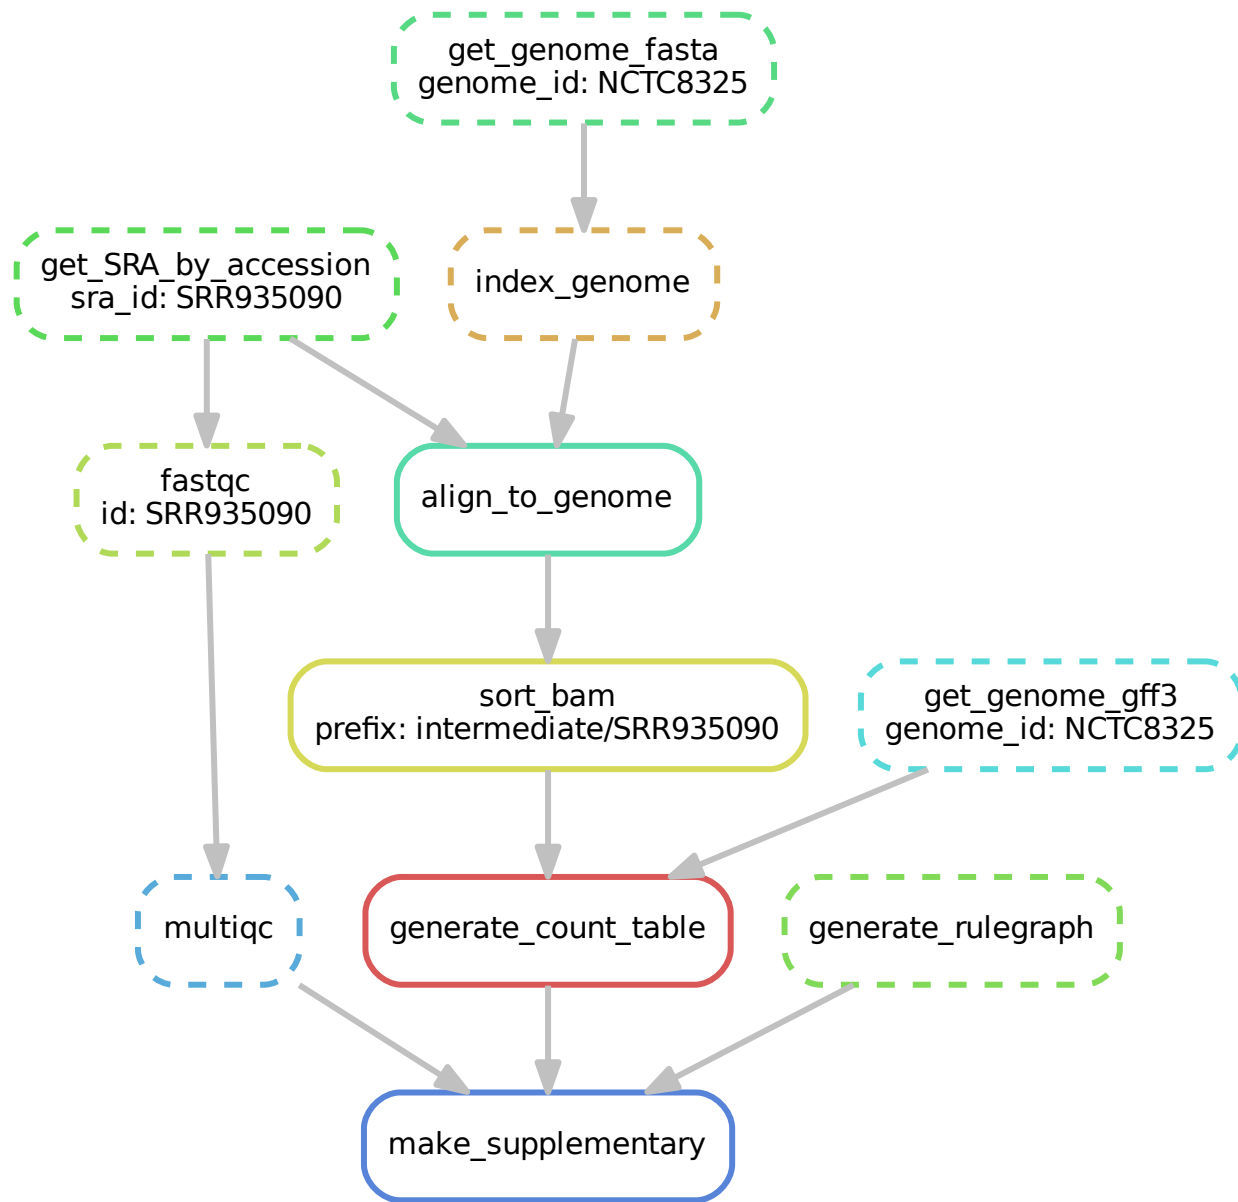 get_genome_fasta
genome_id: NCTC8325
get_SRA_by_accession
sra_id: SRR935090
index_genome
fastqc
id: SRR935090
align_to_genome
sort_bam
prefix: intermediate/SRR935090
get_genome_gff3
genome_id: NCTC8325
multiqc
generate_count_table
generate_rulegraph
make_supplementary